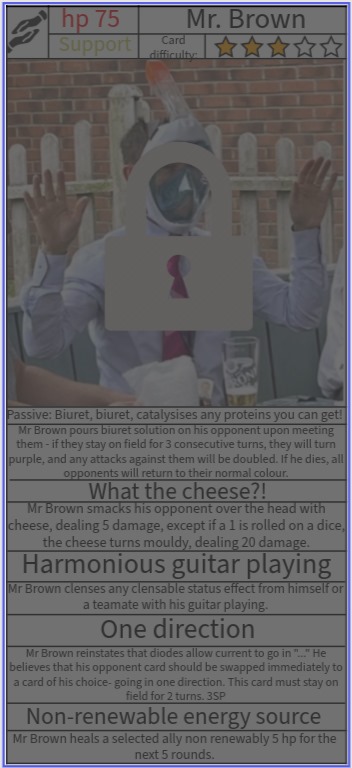 hp 75
Mr. Brown
Support
Card
difficulty:
Passive: Biuret, biuret, catalysises any proteins you can get!
Mr Brown pours biuret solution on his opponent upon meeting
them - if they stay on field for 3 consecutive turns, they will turn
purple, and any attacks against them will be doubled. If he dies, all
opponents will return to their normal colour.
What the cheese?!
Mr Brown smacks his opponent over the head with
cheese, dealing 5 damage, except if a 1 is rolled on a dice,
the cheese turns mouldy, dealing 20 damage.
Harmonious guitar playing
Mr Brown clenses any clensable status effect from himself or
a teamate with his guitar playing.
One direction
Mr Brown reinstates that diodes allow current to go in "..." He
believes that his opponent card should be swapped immediately to
a card of his choice- going in one direction. This card must stay on
field for 2 turns. 3SP
Non-renewable energy source
Mr Brown heals a selected ally non renewably 5 hp for the
next 5 rounds.